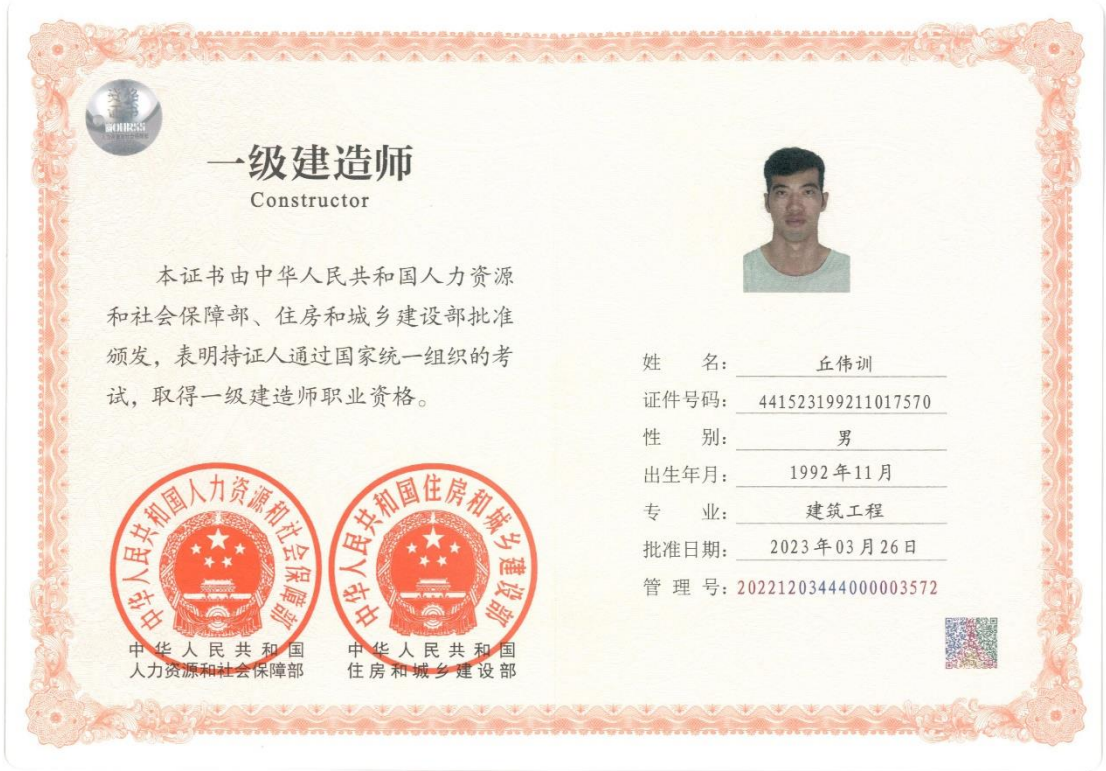 一级建造师
Constructor
本证书由中华人民共和国人力资源
和社会保障部、住房和城乡建设部批准
颁发，表明持证人通过国家统一组织的考
试，取得一级建造师职业资格。
中华人民共和国人力资源和社会保障部
中华人民共和国住房和城乡建设部
中华人民共和国
人力资源和社会保障部
中华人民共和国
住房和城乡建设部
姓 名：丘伟训
证件号码：441523199211017570
性 别：男
出生年月：1992年11月
专 业：建筑工程
批准日期：2023年03月26日
管 理 号：20221203444000003572